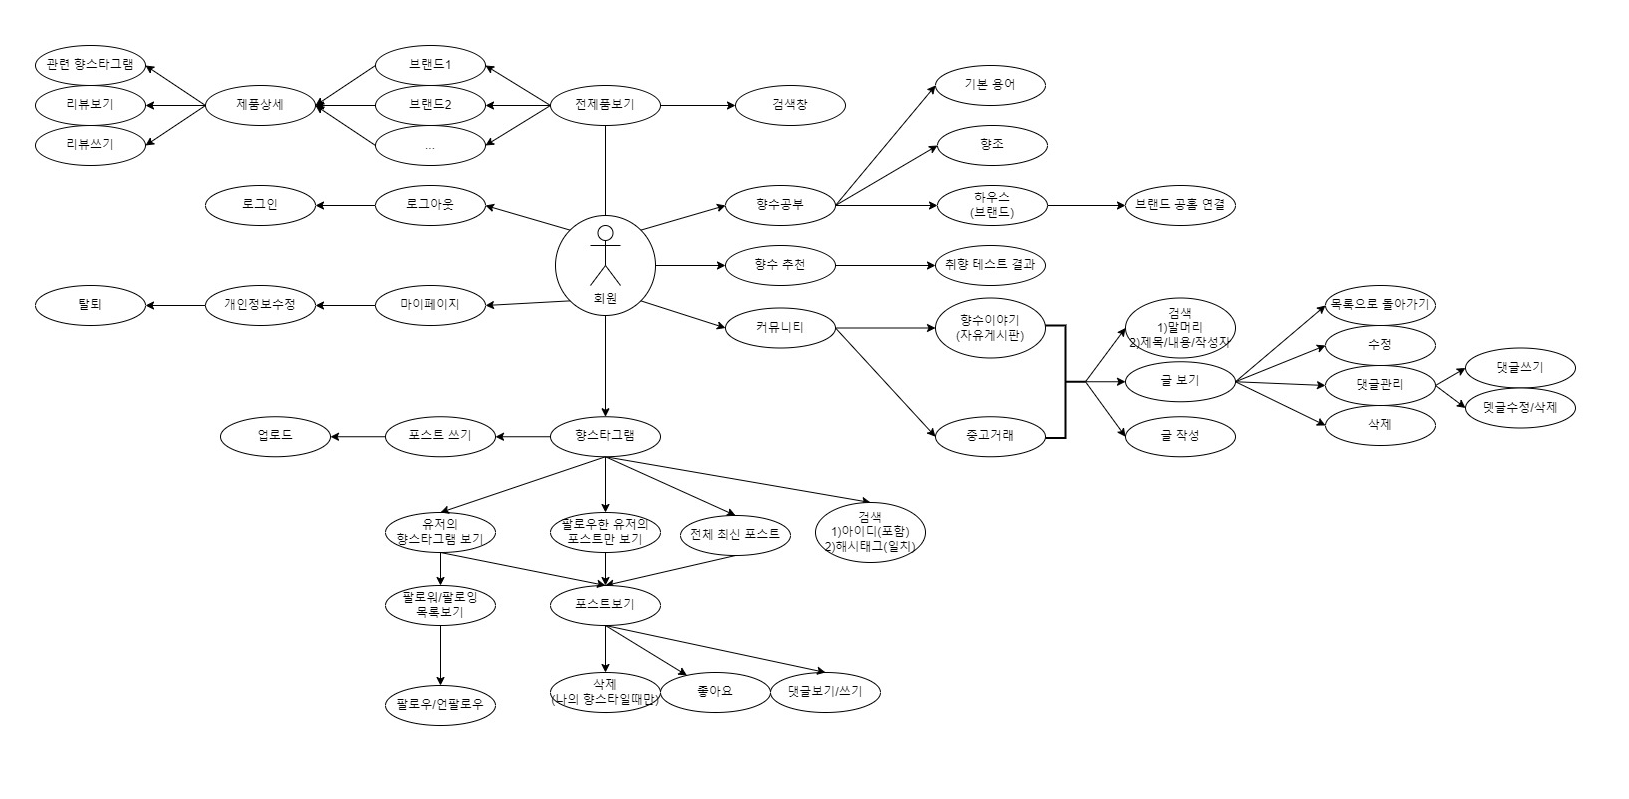 관련 향스타그램
리뷰보기
리뷰쓰기
제품상세
브랜드1
브랜드2
...
전제품보기
검색창
기본 용어
향조
로그인
로그아웃
향수공부
하우스
(브랜드)
브랜드 공홈 연결
회원
향수 추천
취향 테스트 결과
탈퇴
개인정보수정
마이페이지
커뮤니티
향수이야기
(자유게시판)
중고거래
검색
1)말머리
2)제목/내용/작성자
글 보기
글 작성
목록으로 돌아가기
수정
댓글관리
삭제
댓글쓰기
뎃글수정/삭제
업로드
포스트 쓰기
향스타그램
유저의
향스타그램 보기
팔로우한 유저의
포스트만 보기
전체 최신 포스트
검색
1)아이디(포함)
2)해시태그(일치)
팔로워/팔로잉
목록보기
포스트보기
팔로우/언팔로우
삭제
(나의 향스타일때만)
좋아요
댓글보기/쓰기